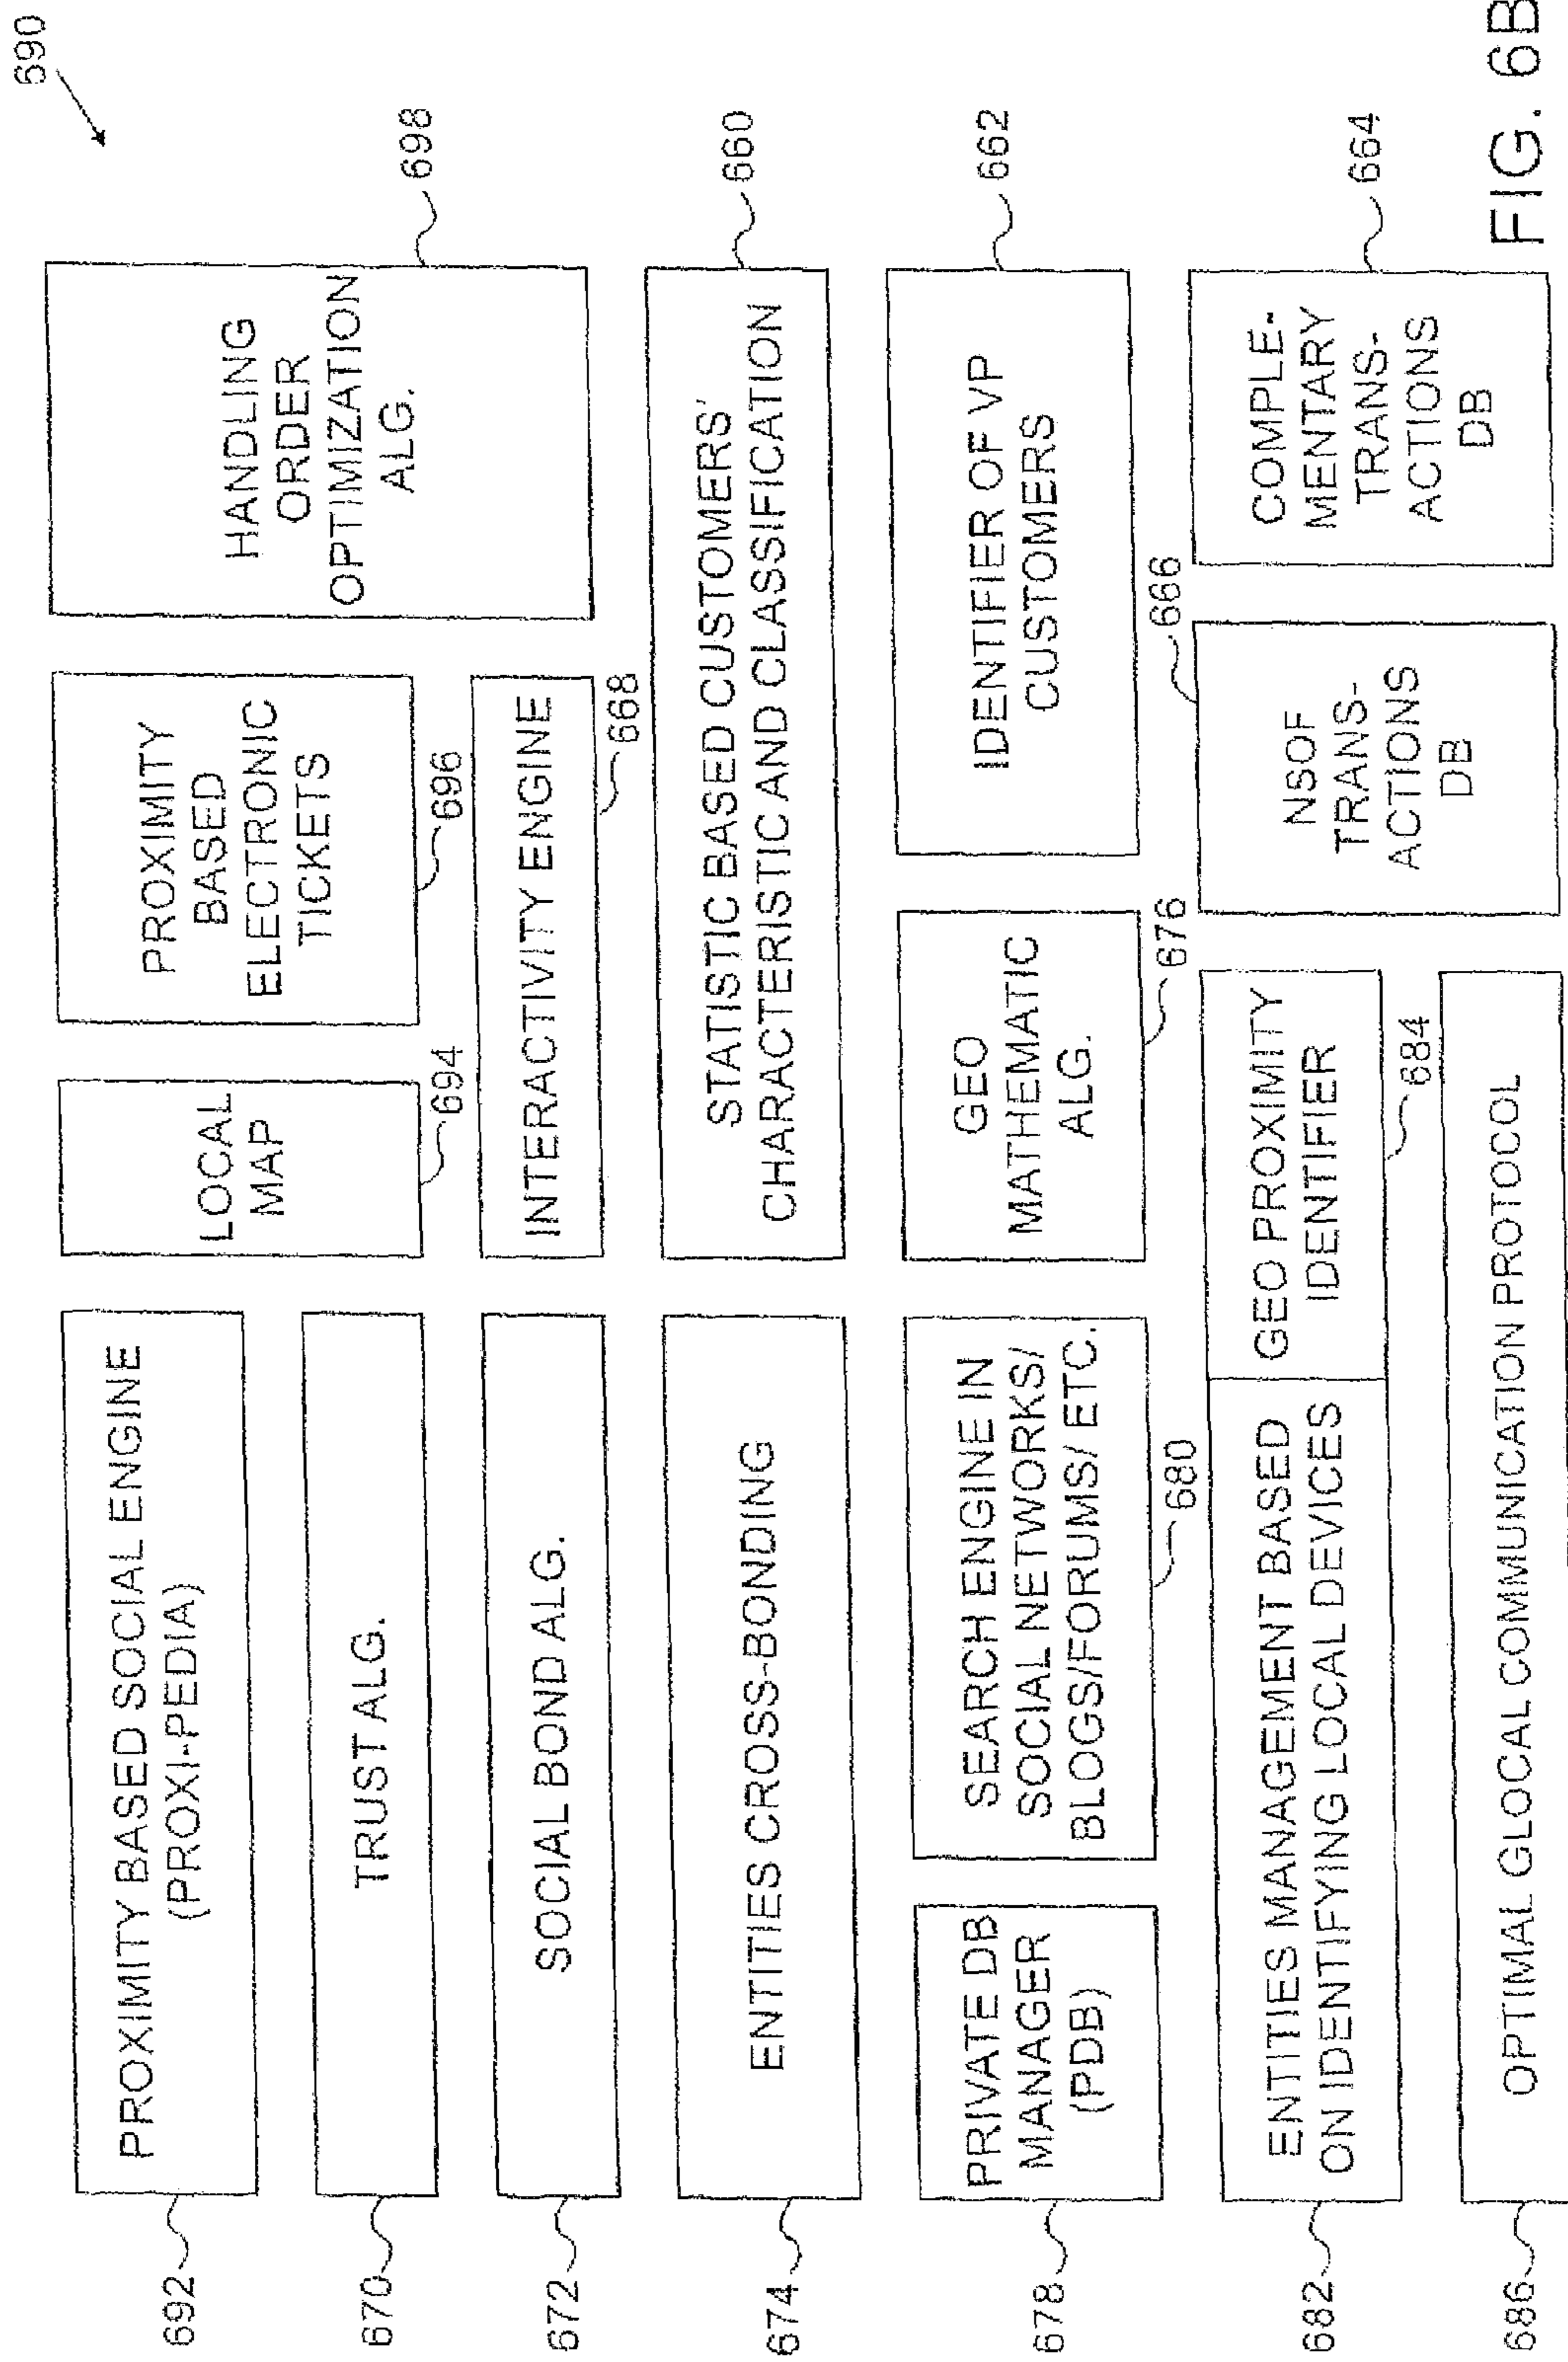 690
692
PROXIMITY BASED SOCIAL ENGINE
(PROXI-PEDIA)
LOCAL
MAP
694
PROXIMITY
BASED
ELECTRONIC
TICKETS
696
HANDLING
ORDER
OPTIMIZATION
ALG.
698
670
TRUST ALG.
672
SOCIAL BOND ALG.
INTERACTIVITY ENGINE
668
674
ENTITIES CROSS-BONDING
STATISTIC BASED CUSTOMERS'
CHARACTERISTIC AND CLASSIFICATION
660
678
PRIVATE DB
MANAGER
(PDB)
SEARCH ENGINE IN
SOCIAL NETWORKS/
BLOGS/FORUMS/ ETC.
680
GEO
MATHEMATIC
ALG.
676
IDENTIFIER OF VP
CUSTOMERS
662
682
ENTITIES MANAGEMENT BASED
ON IDENTIFYING LOCAL DEVICES
GEO PROXIMITY
IDENTIFIER
684
666
NSOF
TRANS-
ACTIONS
DB
COMPLE-
MENTARY
TRANS-
ACTIONS
DB
664
686
OPTIMAL GLOCAL COMMUNICATION PROTOCOL
FIG. 6B